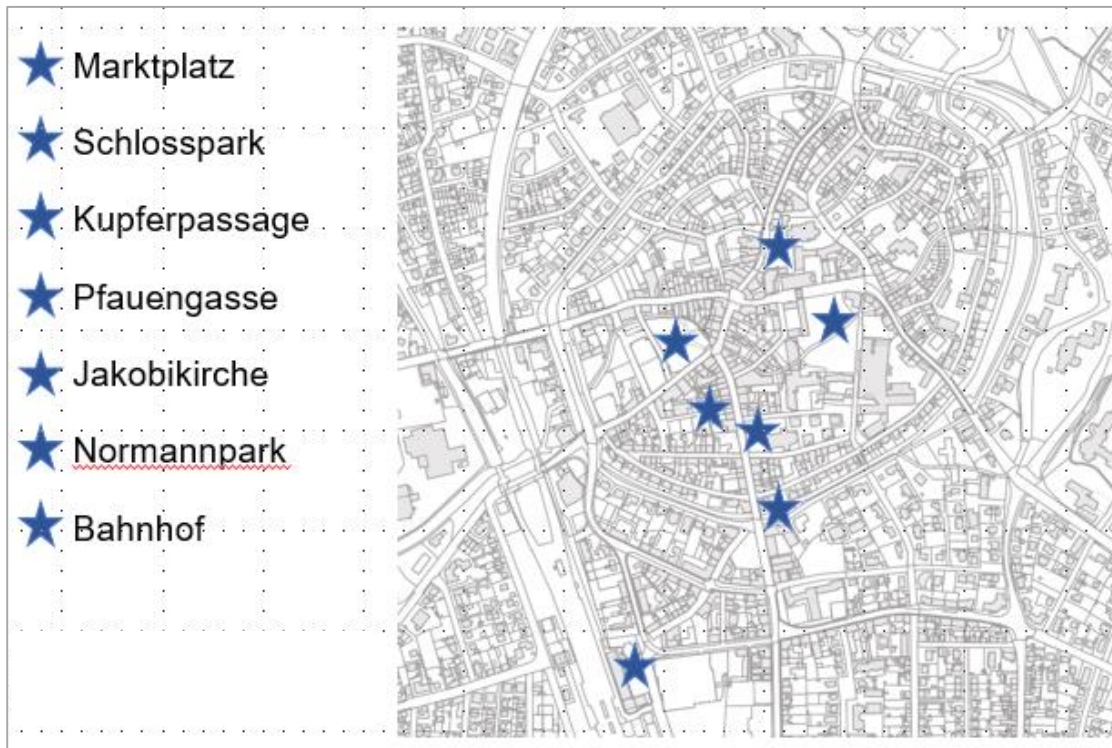 Marktplatz
Schlosspark
Kupferpassage
Pfauengasse
Jakobikirche
Normannpark
Bahnhof